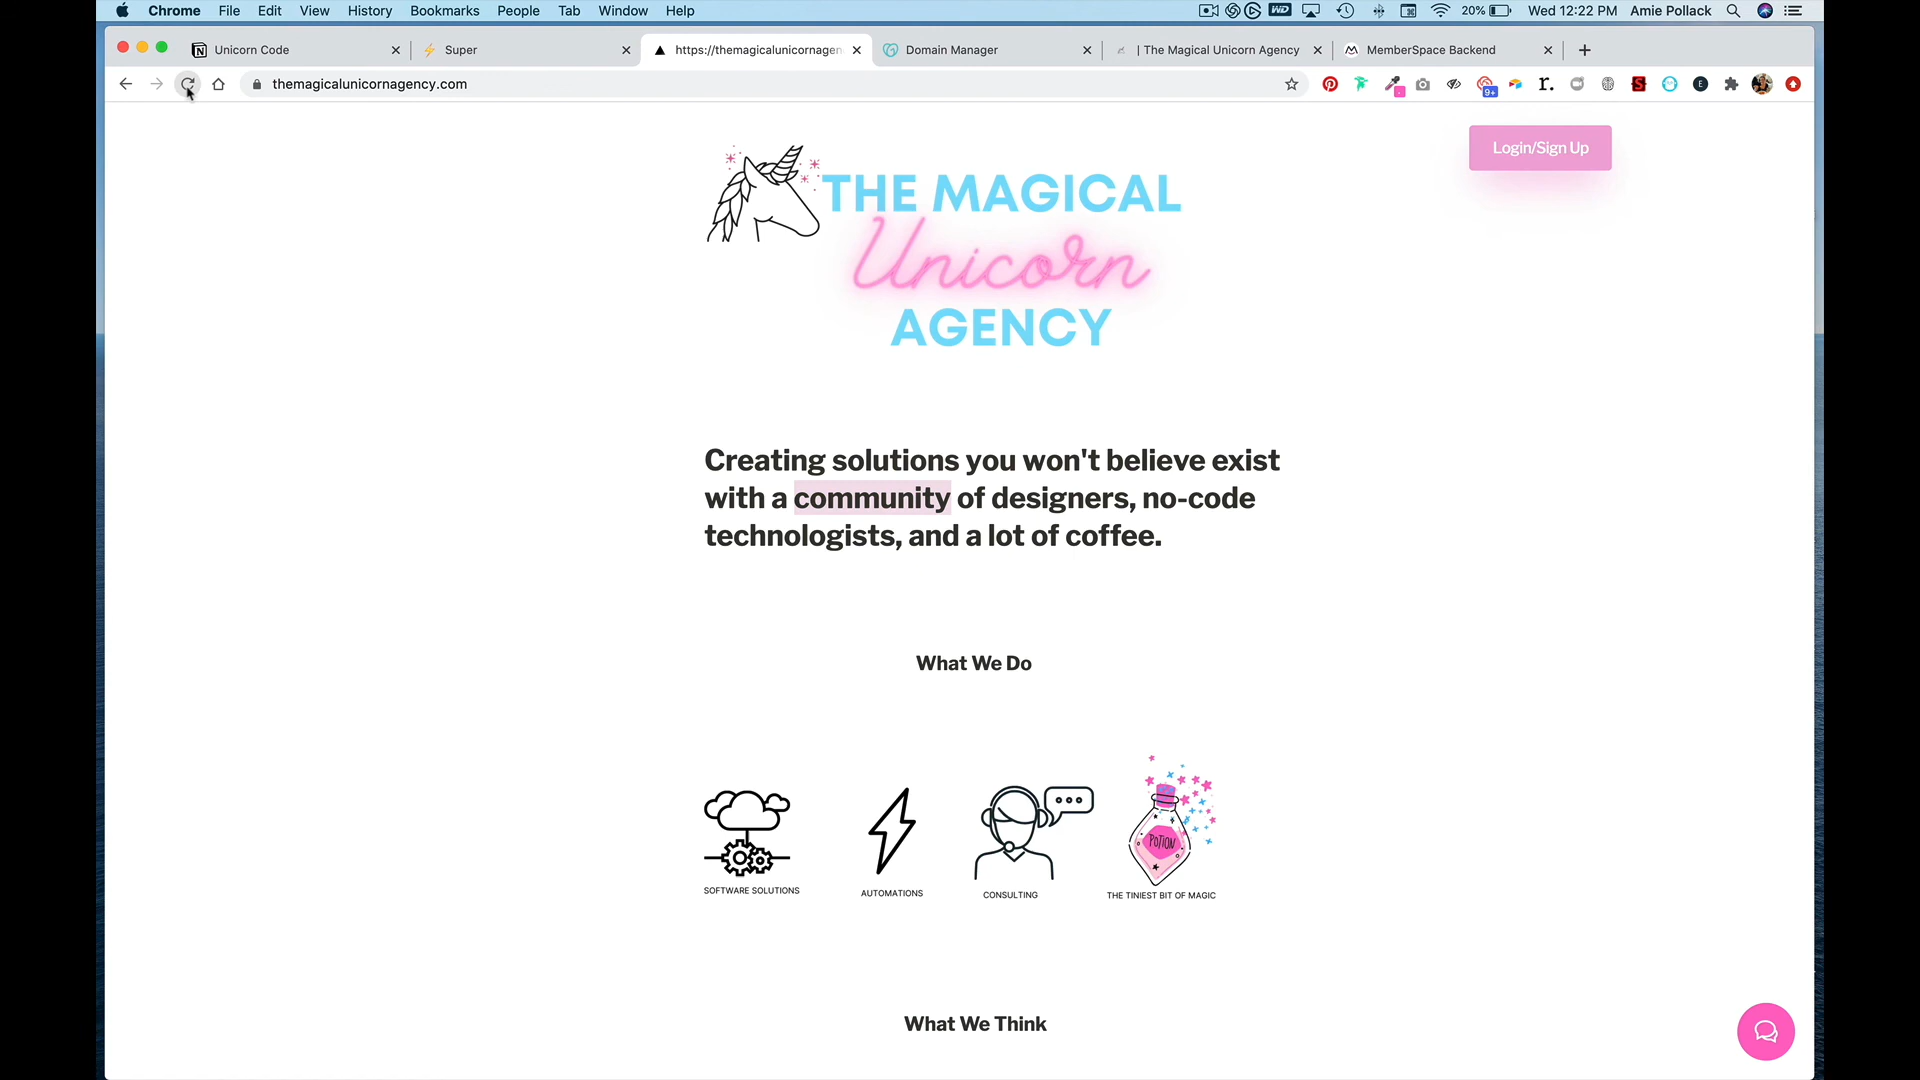 Chrome File Edit View History Bookmarks People Tab Window Help
20% Wed 12:22 PM Amie Pollack
Unicorn Code
Super
https://themagicalunicornagen
Domain Manager
| The Magical Unicorn Agency
MemberSpace Backend
themagicalunicornagency.com
9+
Login/Sign Up
THE MAGICAL
Unicorn
AGENCY
Creating solutions you won't believe exist
with a community of designers, no-code
technologists, and a lot of coffee.
What We Do
POTION
SOFTWARE SOLUTIONS
AUTOMATIONS
CONSULTING
THE TINIEST BIT OF MAGIC
What We Think